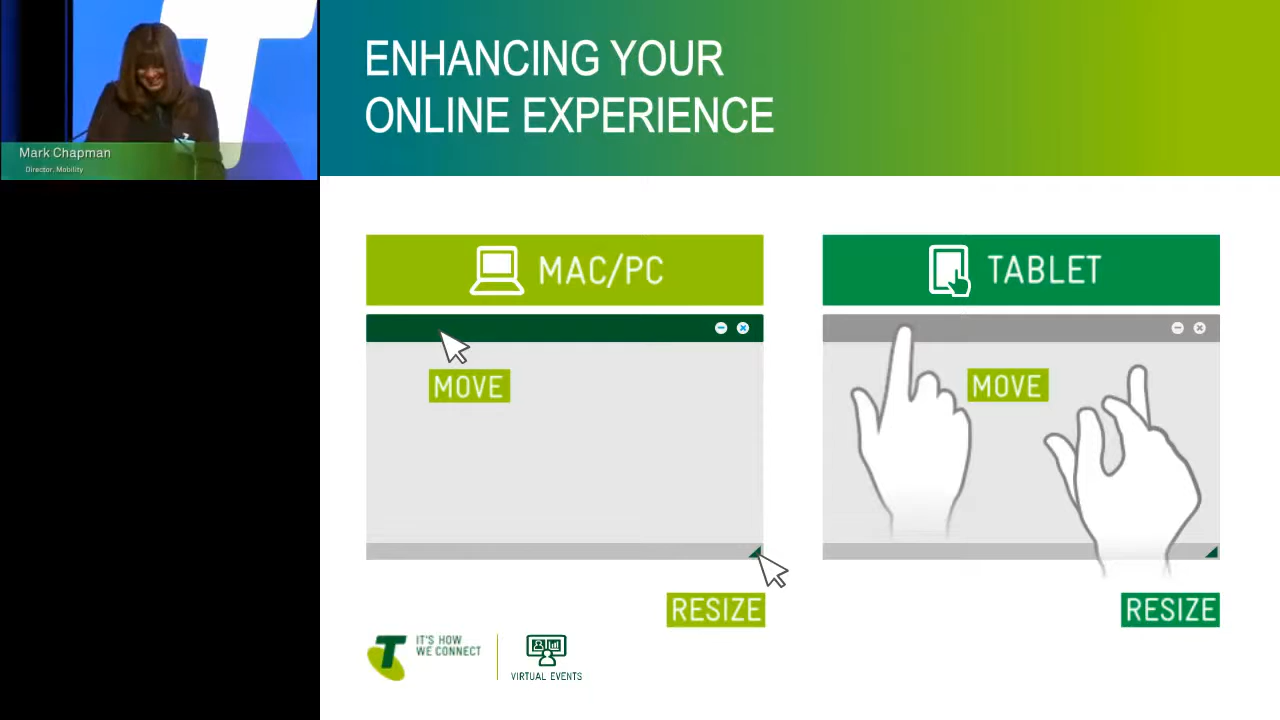 Mark Chapman
Director, Mobility
ENHANCING YOUR
ONLINE EXPERIENCE
MAC/PC
TABLET
MOVE
MOVE
RESIZE
RESIZE
T
IT'S HOW
WE CONNECT
VIRTUAL EVENTS